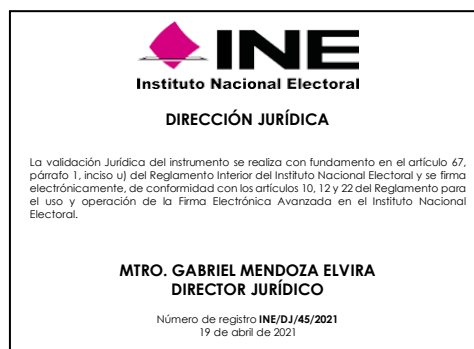 INE
Instituto Nacional Electoral
DIRECCIÓN JURÍDICA
La validación Jurídica del instrumento se realiza con fundamento en el artículo 67,
párrafo 1, inciso u) del Reglamento Interior del Instituto Nacional Electoral y se firma
electrónicamente, de conformidad con los artículos 10, 12 y 22 del Reglamento para
el uso y operación de la Firma Electrónica Avanzada en el Instituto Nacional
Electoral.
MTRO. GABRIEL MENDOZA ELVIRA
DIRECTOR JURÍDICO
Número de registro INE/DJ/45/2021
19 de abril de 2021